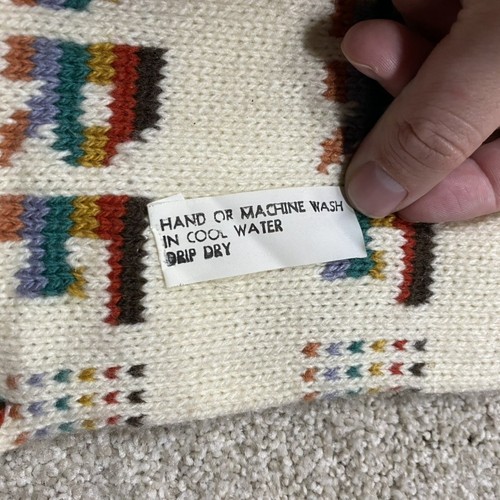 HAND OR MACHINE WASH
IN COOL WATER
DRIP DRY